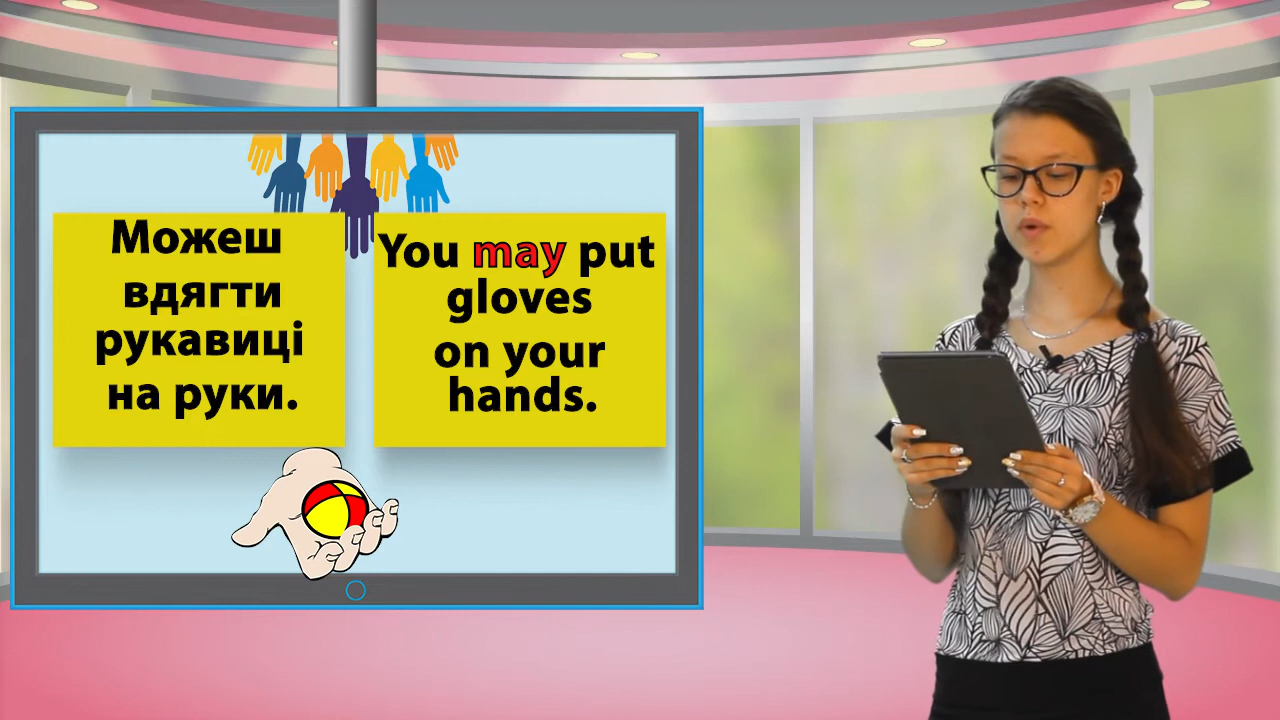 Можеш
вдягти
рукавиці
на руки.
You may put
gloves
on your
hands.